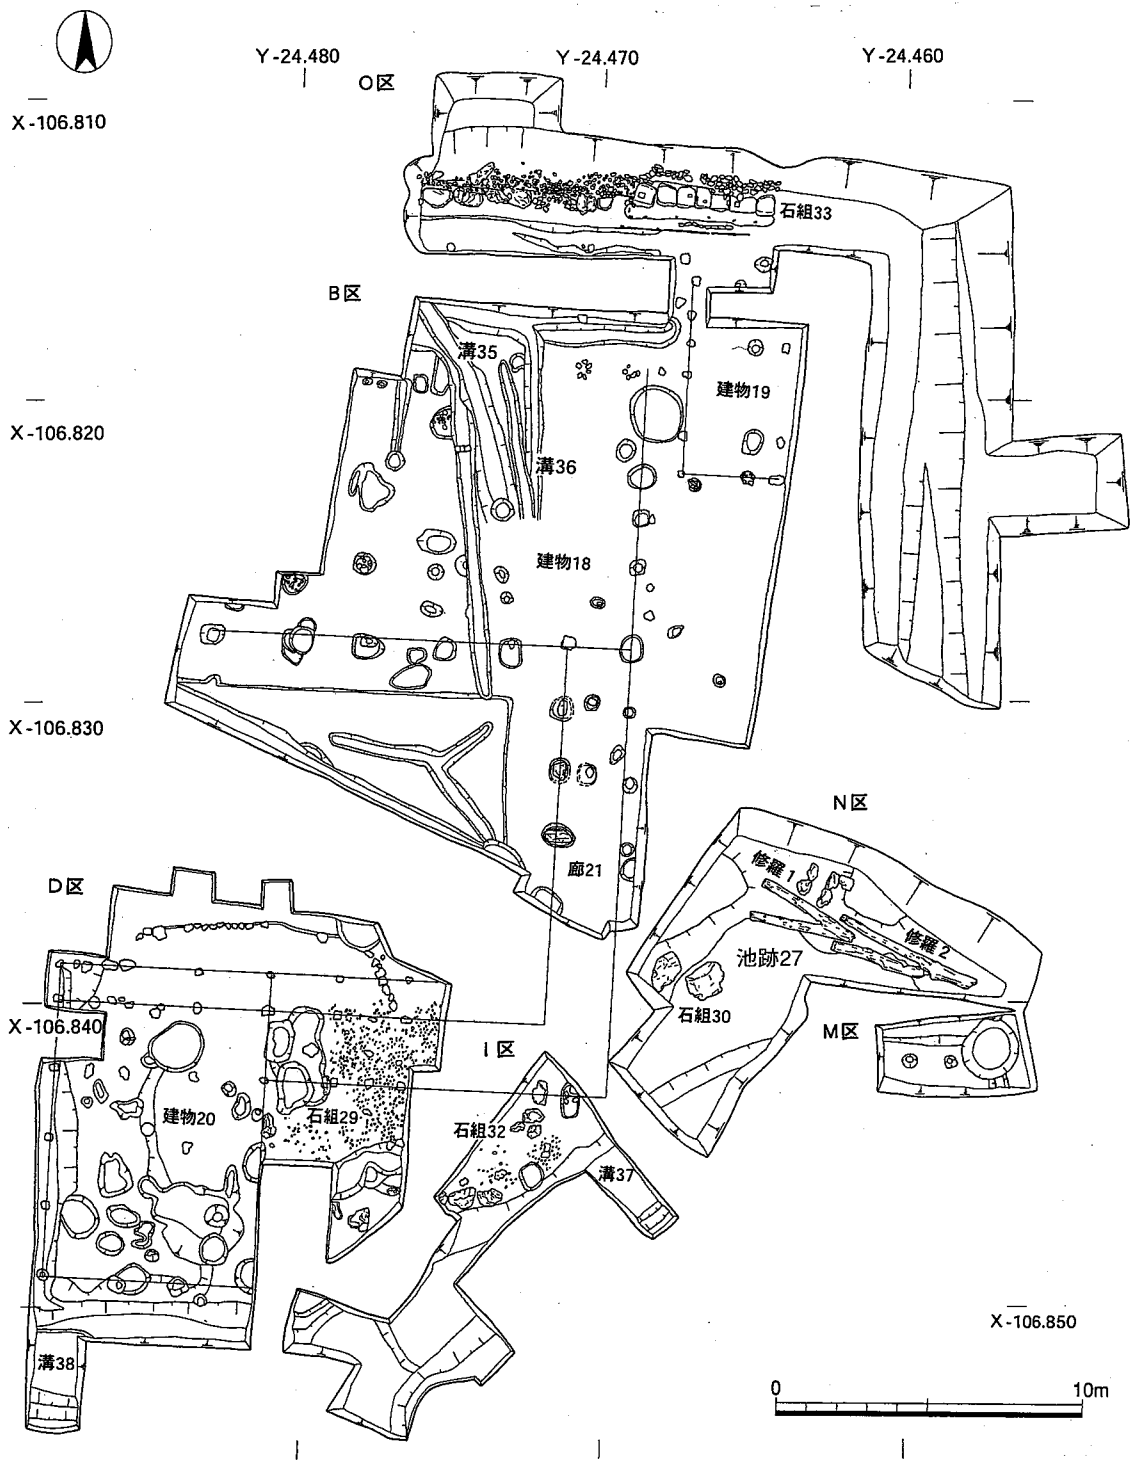 Y -24.480
Y -24.470
Y -24.460
O区
X -106.810
石組33
B区
溝35
建物19
X -106.820
溝36
建物18
X -106.830
N区
修羅1
廊21
D区
修羅2
池跡27
石組30
X -106.840
I区
M区
建物20
石組29
石組32
溝37
X -106.850
溝38
0
10m